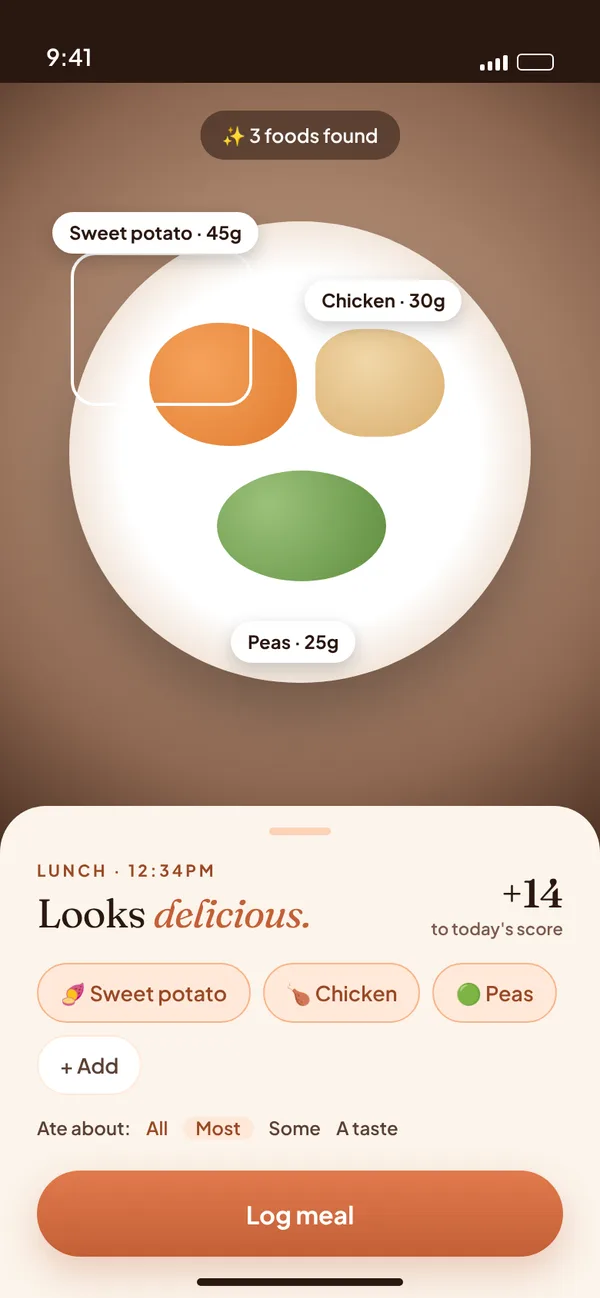 9:41
✨ 3 foods found
Sweet potato · 45g
Chicken · 30g
Peas · 25g
LUNCH · 12:34PM
Looks delicious.
+14
to today's score
🍠 Sweet potato
🍗 Chicken
🟢 Peas
+ Add
Ate about: All Most Some A taste
Log meal